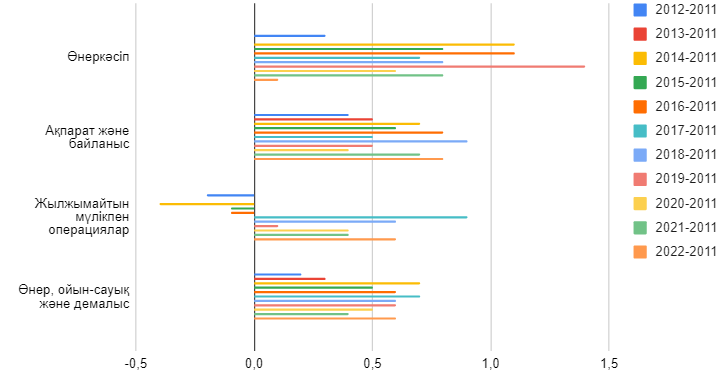 Өнеркәсіп
Ақпарат және
байланыс
Жылжымайтын
мүлікпен
операциялар
Өнер, ойын-сауық
және демалыс
-0,5
0,0
0,5
1,0
1,5
2012-2011
2013-2011
2014-2011
2015-2011
2016-2011
2017-2011
2018-2011
2019-2011
2020-2011
2021-2011
2022-2011